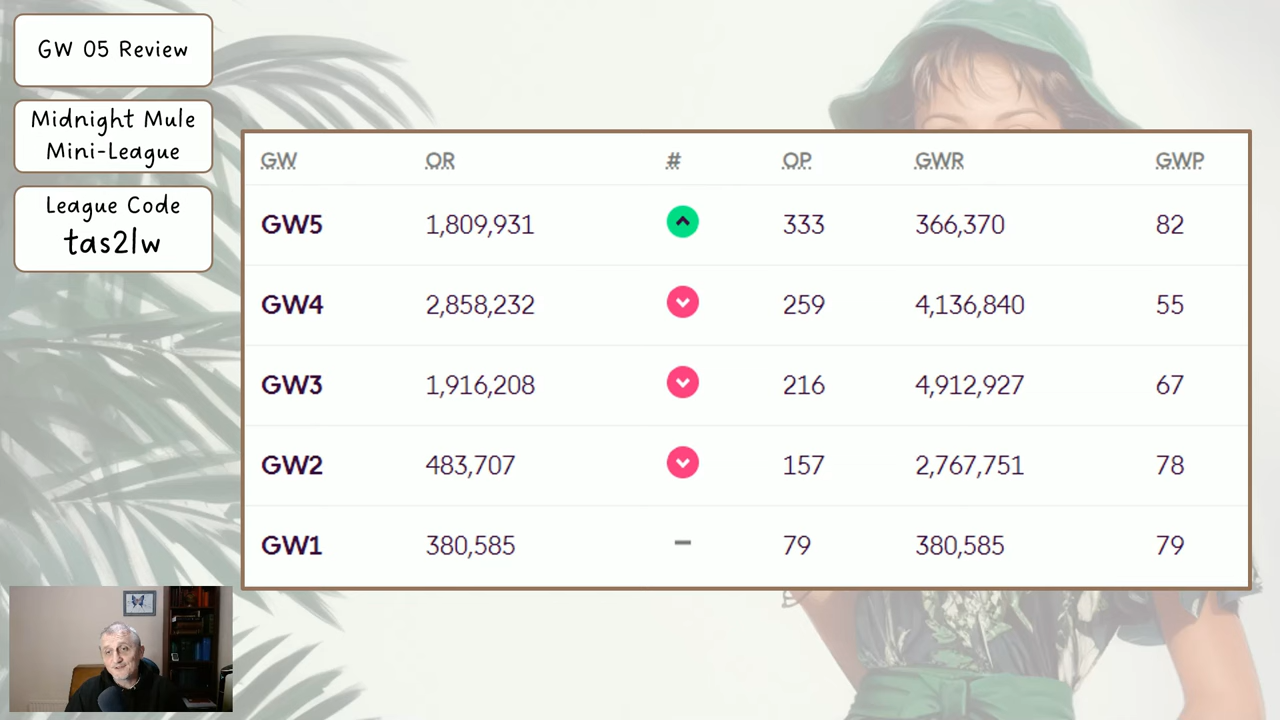 GW 05 Review
Midnight Mule
Mini-League
League Code
tas2lw
GW OR # OP GWR GWP
GW5 1,809,931 333 366,370 82
GW4 2,858,232 259 4,136,840 55
GW3 1,916,208 216 4,912,927 67
GW2 483,707 157 2,767,751 78
GW1 380,585 – 79 380,585 79